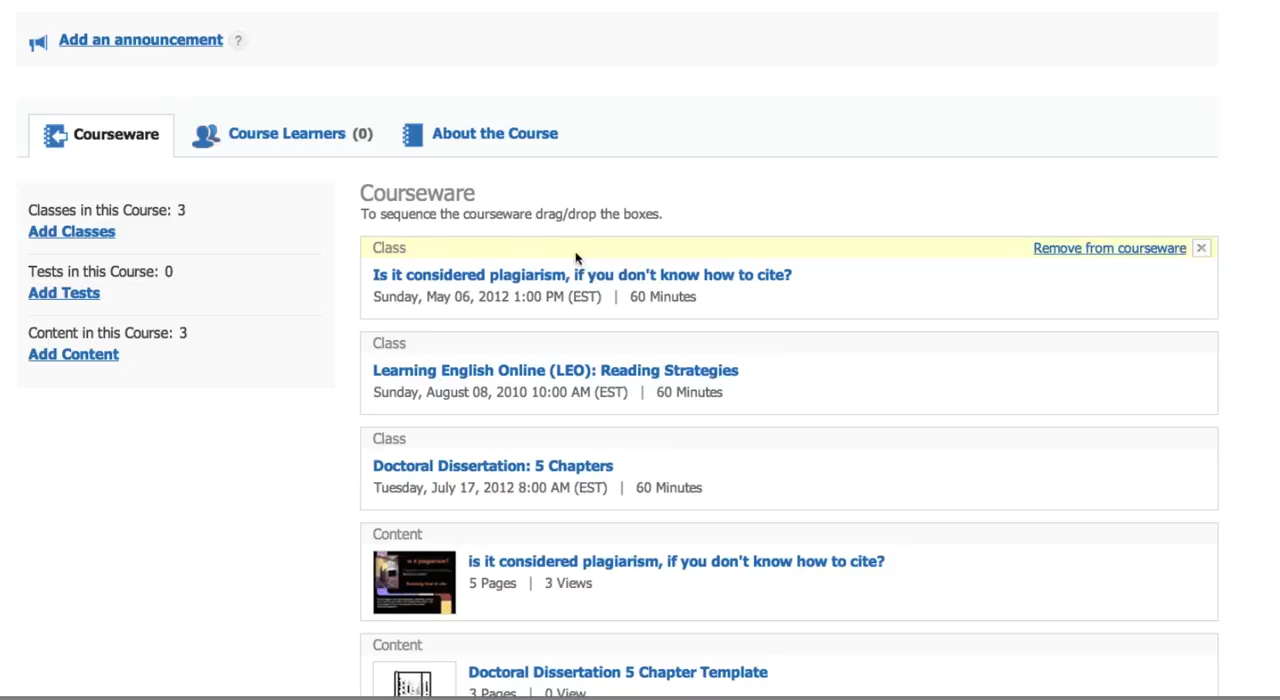 Add an announcement ?
Courseware
Course Learners (0)
About the Course
Classes in this Course: 3
Add Classes
Tests in this Course: 0
Add Tests
Content in this Course: 3
Add Content
Courseware
To sequence the courseware drag/drop the boxes.
Class
Remove from courseware
Is it considered plagiarism, if you don't know how to cite?
Sunday, May 06, 2012 1:00 PM (EST) | 60 Minutes
Class
Learning English Online (LEO): Reading Strategies
Sunday, August 08, 2010 10:00 AM (EST) | 60 Minutes
Class
Doctoral Dissertation: 5 Chapters
Tuesday, July 17, 2012 8:00 AM (EST) | 60 Minutes
Content
is it considered plagiarism, if you don't know how to cite?
5 Pages | 3 Views
Content
Doctoral Dissertation 5 Chapter Template
3 Pages | 0 View